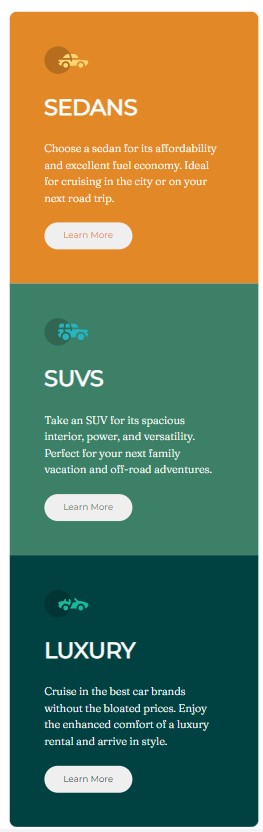 SEDANS
Choose a sedan for its affordability
and excellent fuel economy. Ideal
for cruising in the city or on your
next road trip.
Learn More
SUVS
Take an SUV for its spacious
interior, power, and versatility.
Perfect for your next family
vacation and off-road adventures.
Learn More
LUXURY
Cruise in the best car brands
without the bloated prices. Enjoy
the enhanced comfort of a luxury
rental and arrive in style.
Learn More